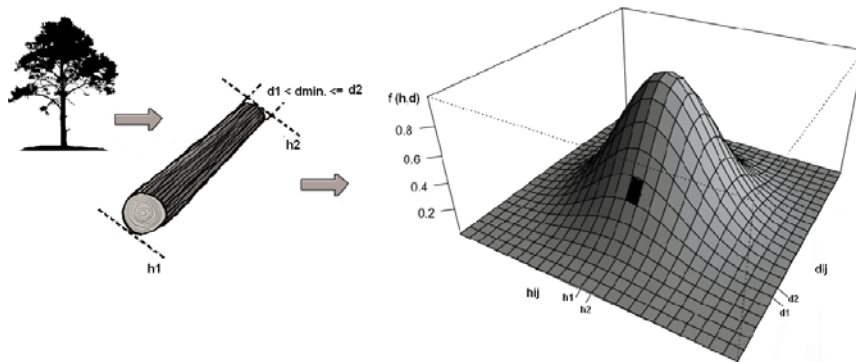 d1 < dmin. <= d2
h2
h1
f (h,d)
0.8
0.6
0.4
0.2
hij
h1
h2
dij
d2
d1